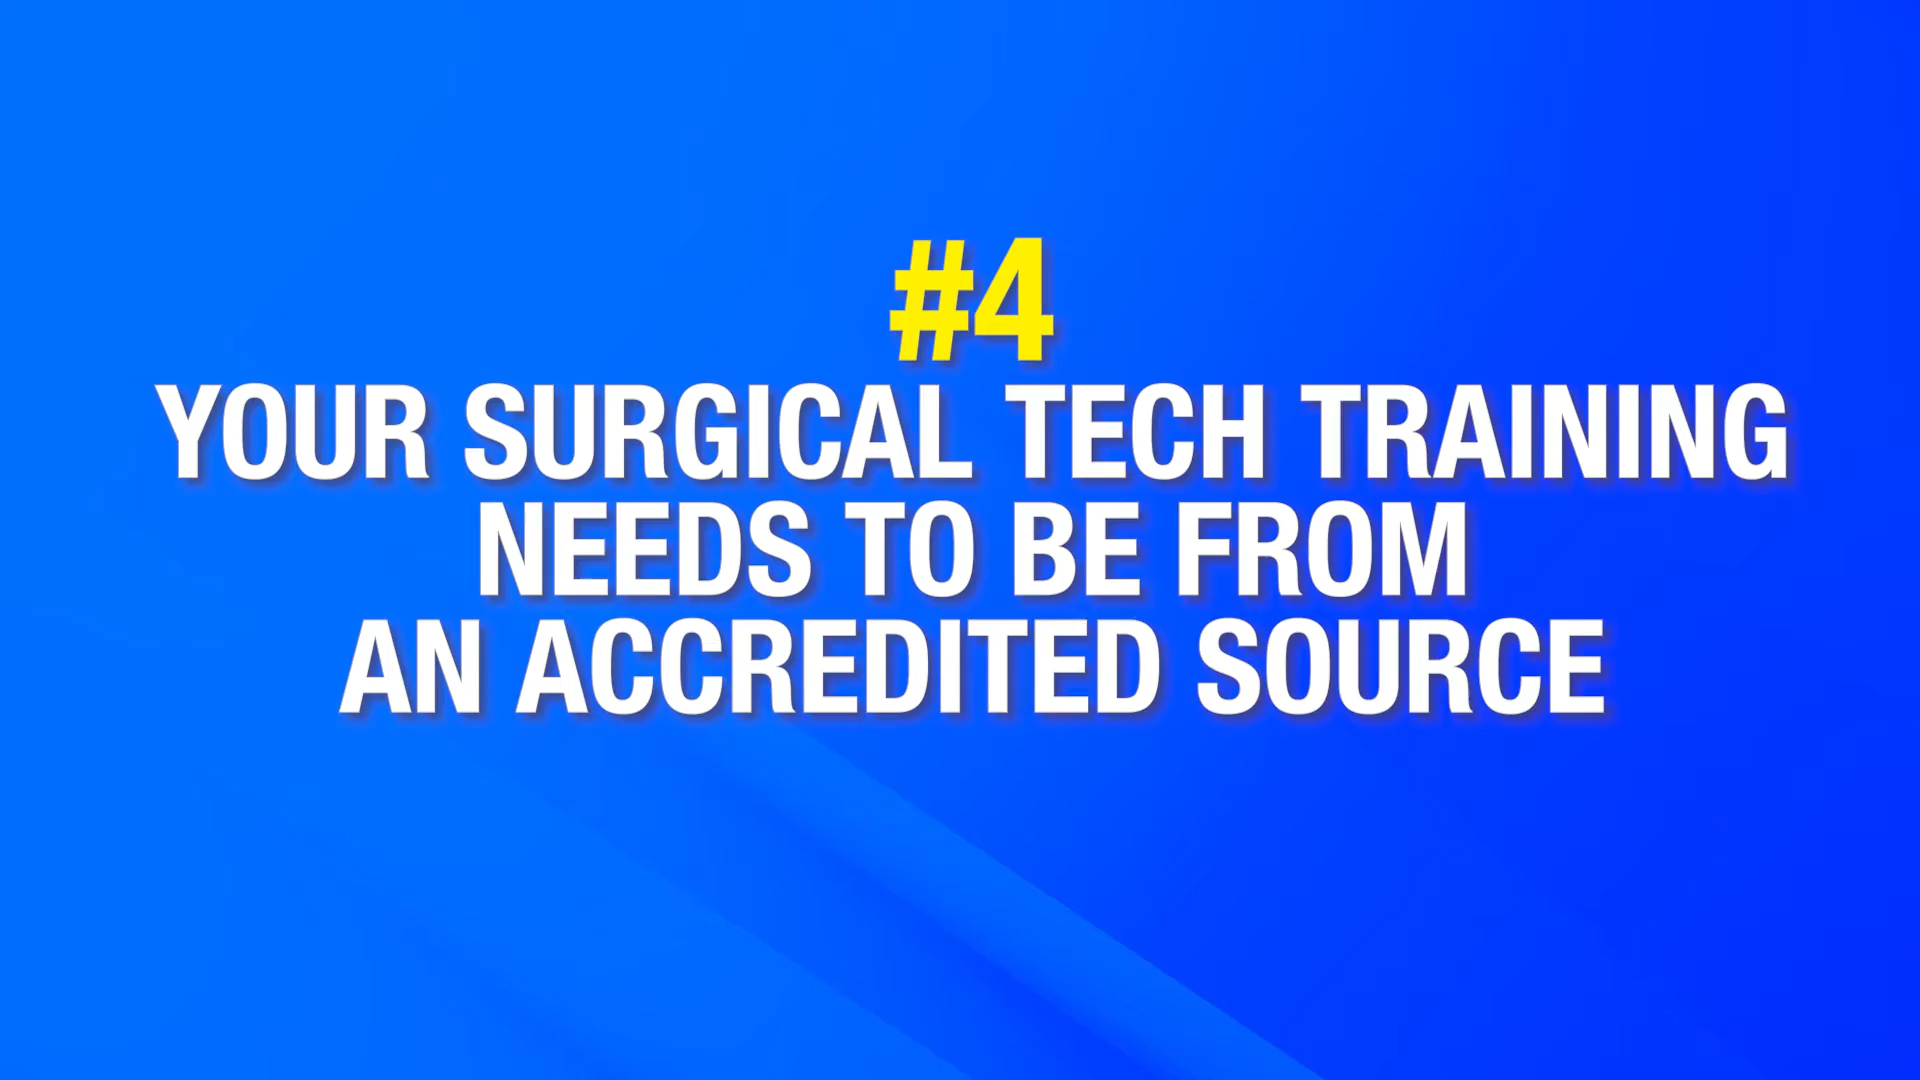 #4
YOUR SURGICAL TECH TRAINING
NEEDS TO BE FROM
AN ACCREDITED SOURCE